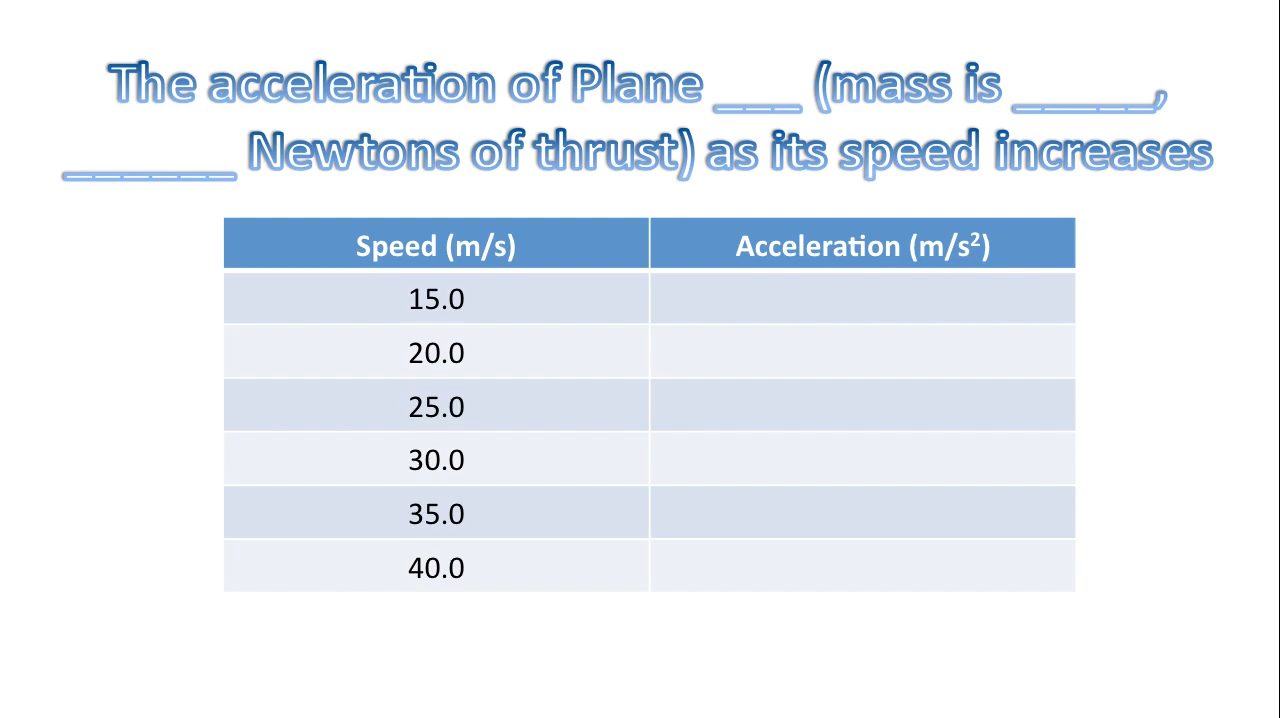 The acceleration of Plane ___ (mass is _____,
______ Newtons of thrust) as its speed increases
Speed (m/s) Acceleration (m/s²)
15.0
20.0
25.0
30.0
35.0
40.0